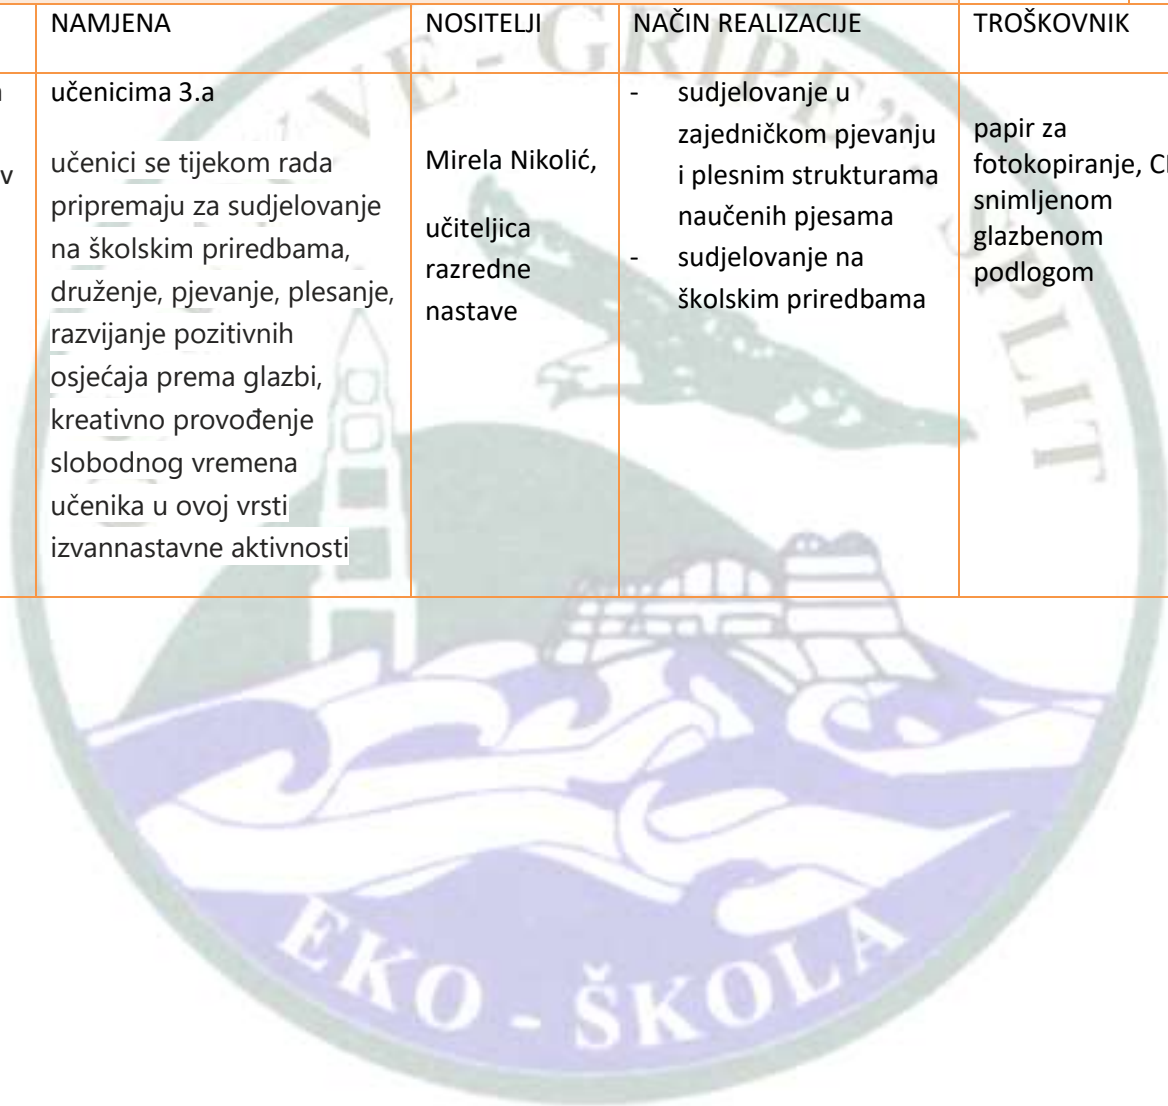 NAMJENA
NOSITELJI
NAČIN REALIZACIJE
TROŠKOVNIK
učenicima 3.a
učenici se tijekom rada
pripremaju za sudjelovanje
na školskim priredbama,
druženje, pjevanje, plesanje,
razvijanje pozitivnih
osjećaja prema glazbi,
kreativno provođenje
slobodnog vremena
učenika u ovoj vrsti
izvannastavne aktivnosti
Mirela Nikolić,
učiteljica
razredne
nastave
- sudjelovanje u
zajedničkom pjevanju
i plesnim strukturama
naučenih pjesama
- sudjelovanje na
školskim priredbama
papir za
fotokopiranje,
snimljenom
glazbenom
podlogom
- GRIPE" - SPLIT
EKO - ŠKOLA